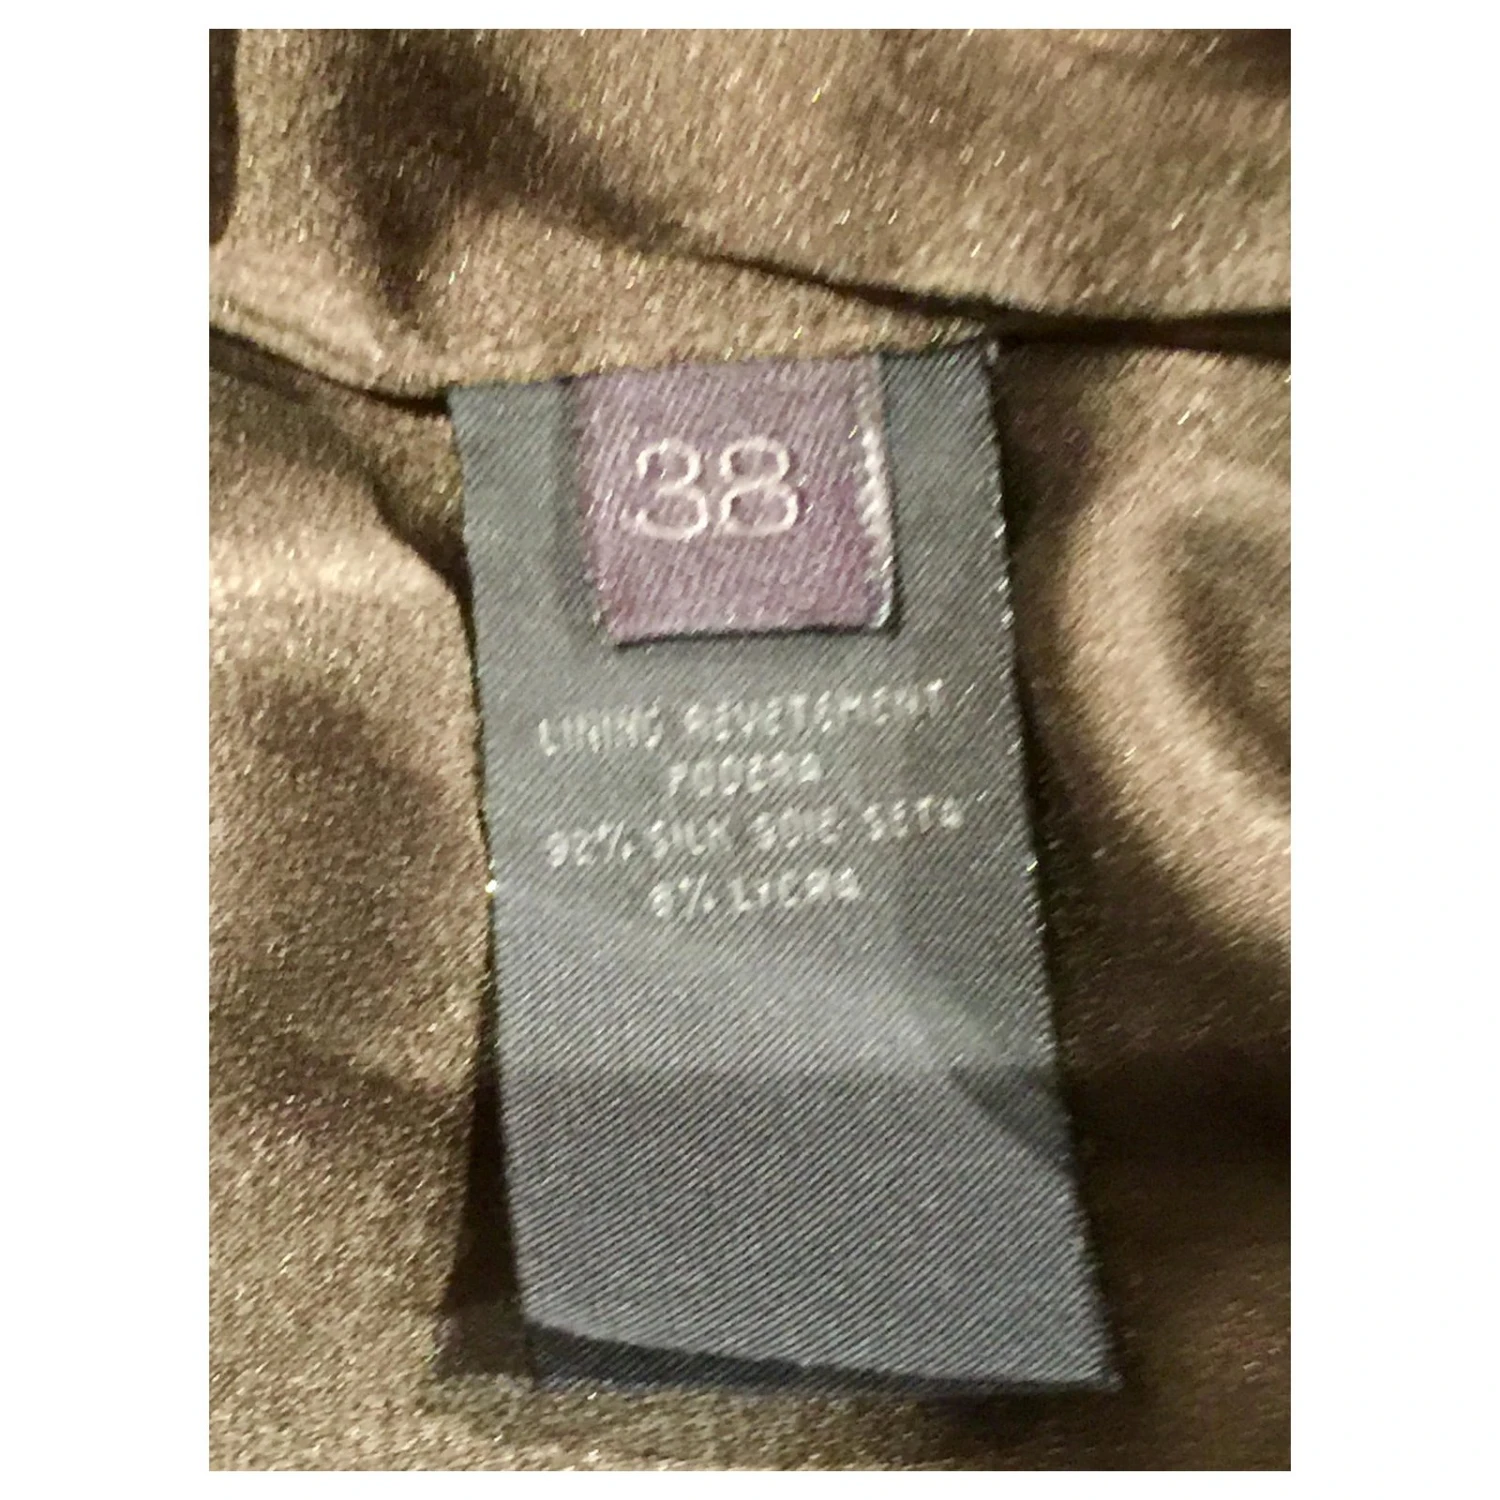 38
LINING REVETEMENT
FODERA
92% SILK SOIE SETA
8% LYCRA